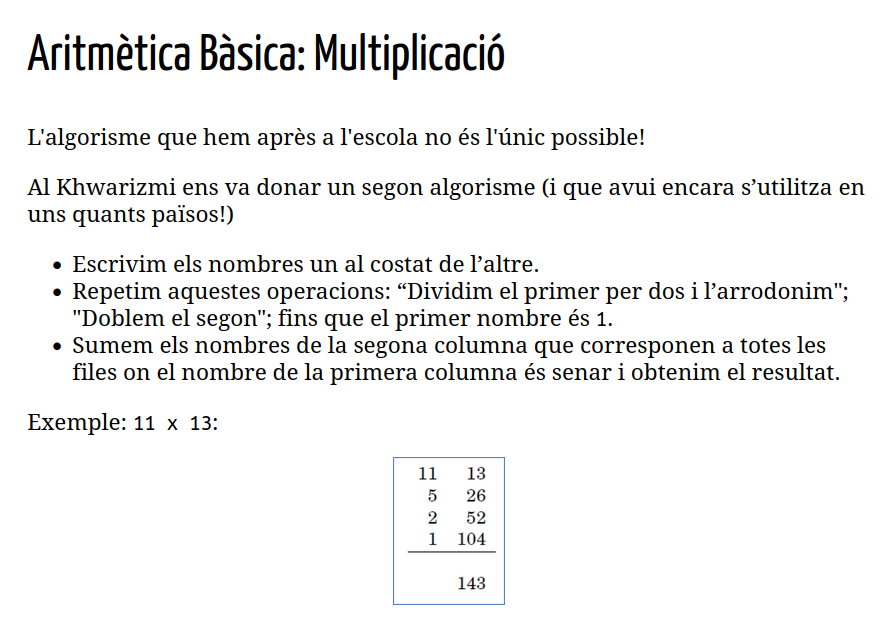 Aritmètica Bàsica: Multiplicació
L'algorisme que hem après a l'escola no és l'únic possible!
Al Khwarizmi ens va donar un segon algorisme (i que avui encara s’utilitza en
uns quants països!)
• Escrivim els nombres un al costat de l’altre.
• Repetim aquestes operacions: “Dividim el primer per dos i l’arrodonim";
"Doblem el segon"; fins que el primer nombre és 1.
• Sumem els nombres de la segona columna que corresponen a totes les
files on el nombre de la primera columna és senar i obtenim el resultat.
Exemple: 11 x 13:
11 13
5 26
2 52
1 104
143